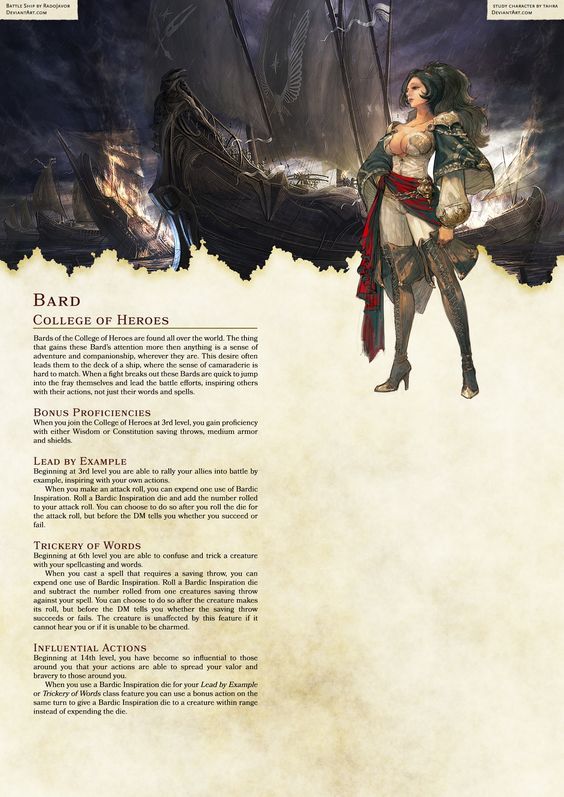 Battle Ship by RadoJavor
DeviantArt.com
study character by tahra
DeviantArt.com
Bard
College of Heroes
Bards of the College of Heroes are found all over the world. The thing
that gains these Bard's attention more then anything is a sense of
adventure and companionship, wherever they are. This desire often
leads them to the deck of a ship, where the sense of camaraderie is
hard to match. When a fight breaks out these Bards are quick to jump
into the fray themselves and lead the battle efforts, inspiring others
with their actions, not just their words and spells.
Bonus Proficiencies
When you join the College of Heroes at 3rd level, you gain proficiency
with either Wisdom or Constitution saving throws, medium armor
and shields.
Lead by Example
Beginning at 3rd level you are able to rally your allies into battle by
example, inspiring with your own actions.
When you make an attack roll, you can expend one use of Bardic
Inspiration. Roll a Bardic Inspiration die and add the number rolled
to your attack roll. You can choose to do so after you roll the die for
the attack roll, but before the DM tells you whether you succeed or
fail.
Trickery of Words
Beginning at 6th level you are able to confuse and trick a creature
with your spellcasting and words.
When you cast a spell that requires a saving throw, you can
expend one use of Bardic Inspiration. Roll a Bardic Inspiration die
and subtract the number rolled from one creatures saving throw
against your spell. You can choose to do so after the creature makes
its roll, but before the DM tells you whether the saving throw
succeeds or fails. The creature is unaffected by this feature if it
cannot hear you or if it is unable to be charmed.
Influential Actions
Beginning at 14th level, you have become so influential to those
around you that your actions are able to spread your valor and
bravery to those around you.
When you use a Bardic Inspiration die for your Lead by Example
or Trickery of Words class feature you can use a bonus action on the
same turn to give a Bardic Inspiration die to a creature within range
instead of expending the die.